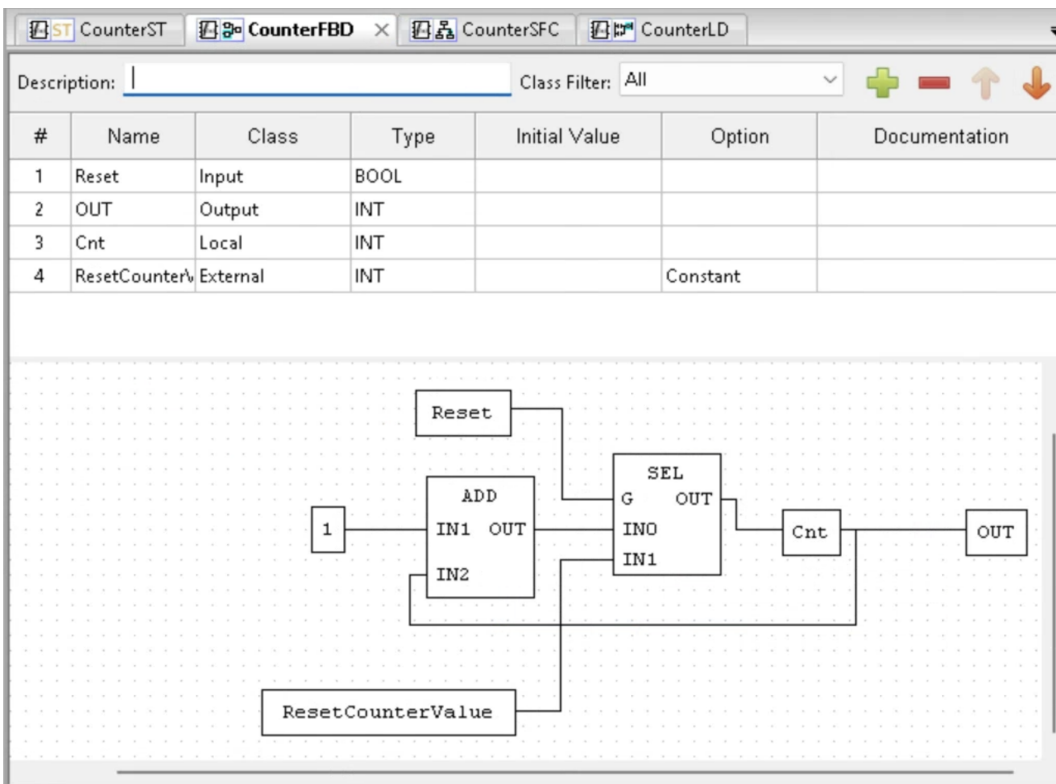 ST CounterST CounterFBD × CounterSFC CounterLD
Description: Class Filter: All
# Name Class Type Initial Value Option Documentation
1 Reset Input BOOL
2 OUT Output INT
3 Cnt Local INT
4 ResetCounterV External INT Constant
Reset
SEL
ADD
G OUT
1
IN1 OUT
IN0
Cnt
OUT
IN1
IN2
ResetCounterValue